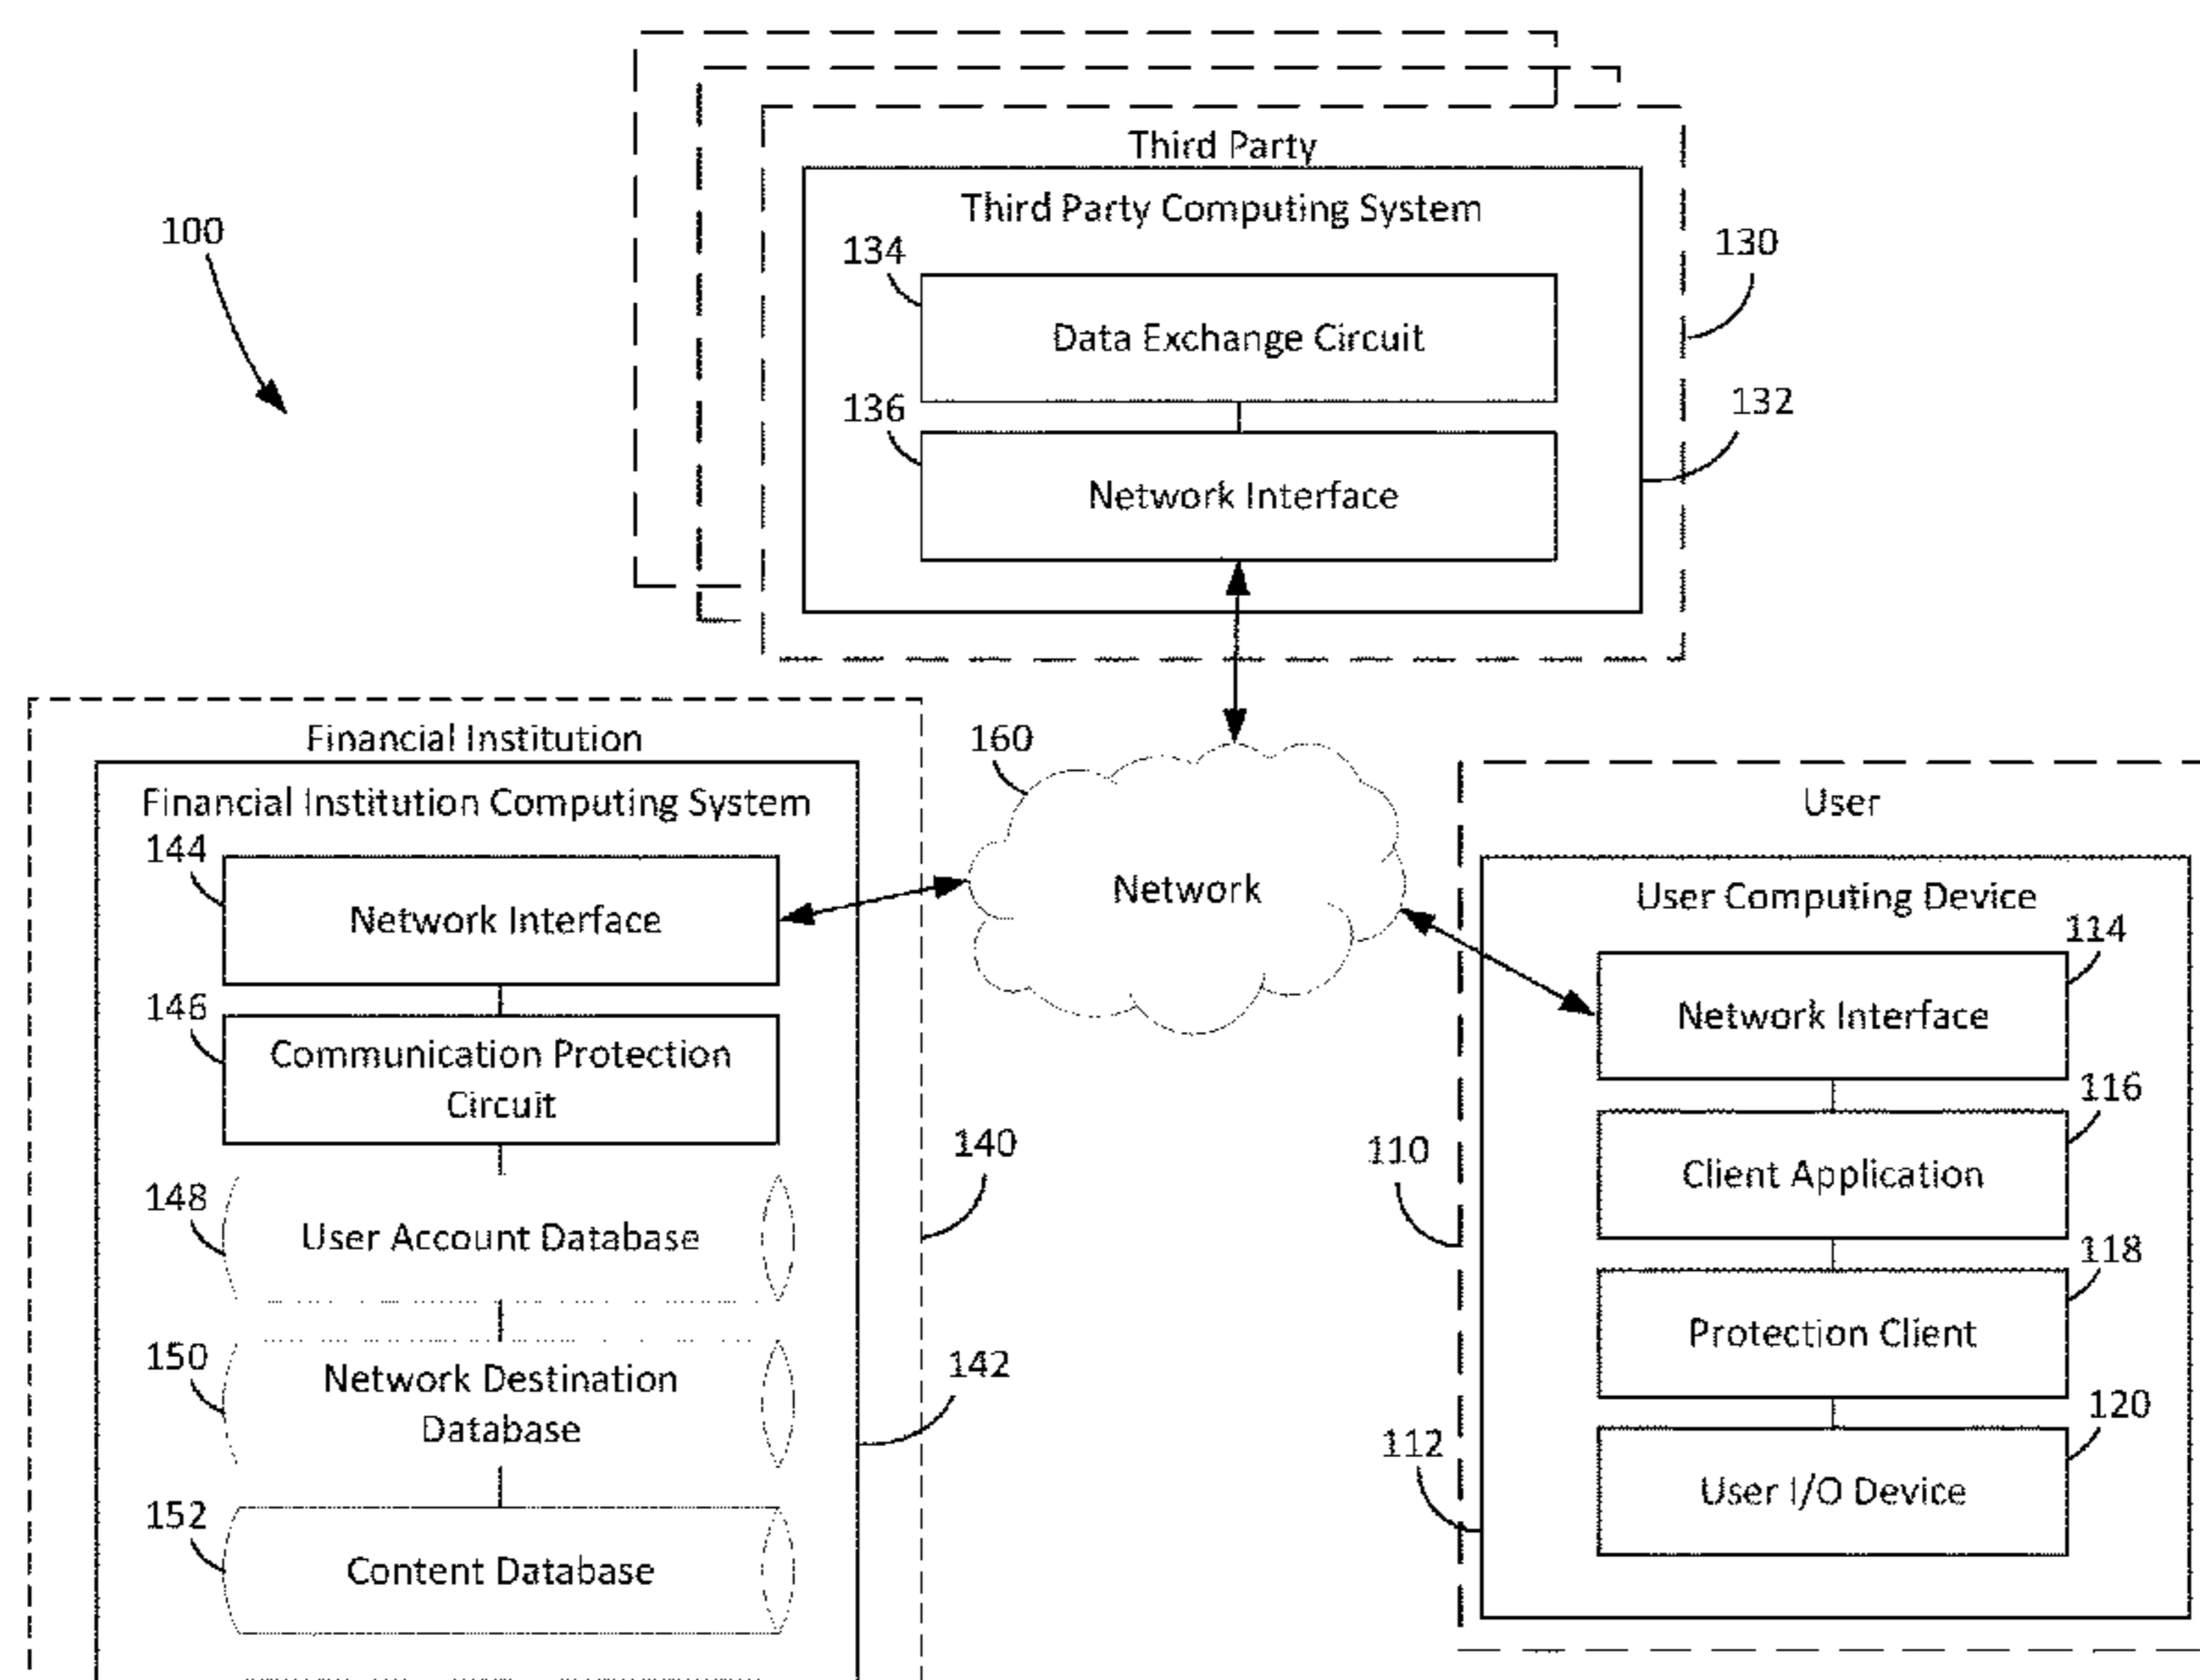 100
Third Party
Third Party Computing System
134
Data Exchange Circuit
130
136
Network Interface
132
Financial Institution
Financial Institution Computing System
144
Network Interface
146
Communication Protection
Circuit
148
User Account Database
150
Network Destination
Database
152
Content Database
140
142
160
Network
User
User Computing Device
114
Network Interface
116
Client Application
118
Protection Client
120
User I/O Device
110
112